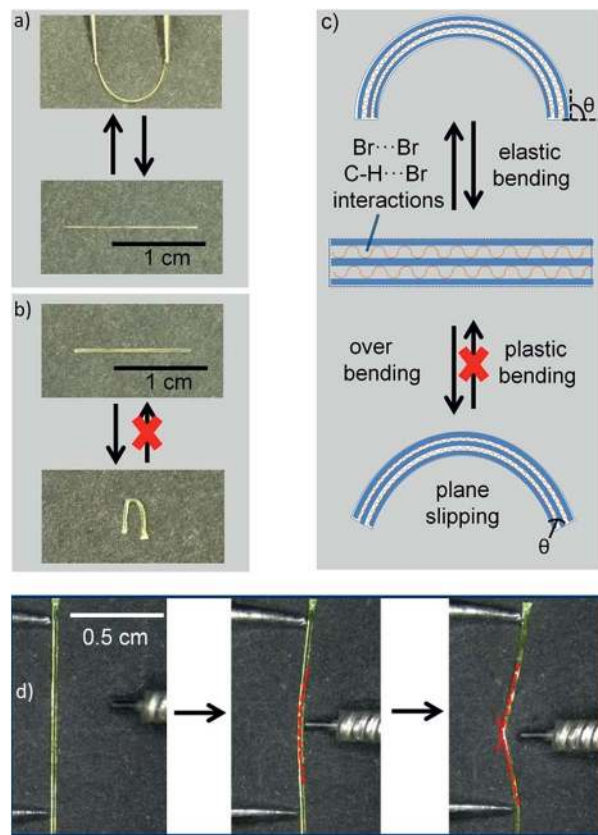 a)
1 cm
b)
1 cm
c)
θ
Br···Br
C-H···Br
interactions
elastic
bending
over
bending
plastic
bending
plane
slipping
θ
d)
0.5 cm